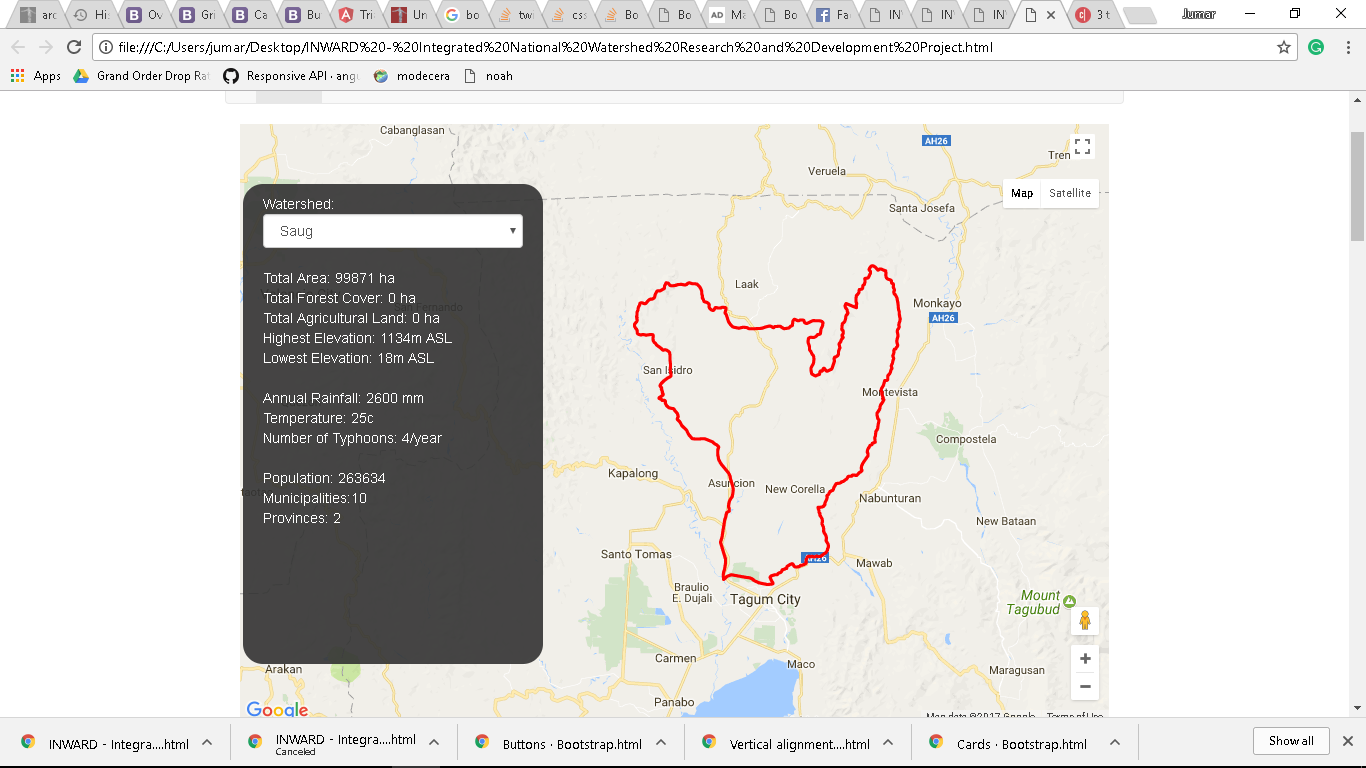 arc
His
Ov
Gri
Ca
Bu
Tri
Un
bo
twi
css
Bo
Bo
Ma
Bo
Fa
IN
IN
IN
3 t
Jumar
file:///C:/Users/jumar/Desktop/INWARD%20-%20Integrated%20National%20Watershed%20Research%20and%20Development%20Project.html
Apps
Grand Order Drop Rat
Responsive API · angu
modecera
noah
Cabanglasan
AH26
Tren
Veruela
Map
Satellite
Santa Josefa
Watershed:
Saug
Total Area: 99871 ha
Total Forest Cover: 0 ha
Total Agricultural Land: 0 ha
Highest Elevation: 1134m ASL
Lowest Elevation: 18m ASL
Annual Rainfall: 2600 mm
Temperature: 25c
Number of Typhoons: 4/year
Population: 263634
Municipalities:10
Provinces: 2
Laak
Monkayo
AH26
San Isidro
Montevista
Compostela
Kapalong
Asuncion
New Corella
Nabunturan
New Bataan
Santo Tomas
AH26
Mawab
Braulio
E. Dujali
Tagum City
Mount
Tagubud
Carmen
Maco
Arakan
Maragusan
Panabo
Google
Map data ©2017 Google
Terms of Use
INWARD - Integra....html
INWARD - Integra....html
Canceled
Buttons · Bootstrap.html
Vertical alignment....html
Cards · Bootstrap.html
Show all